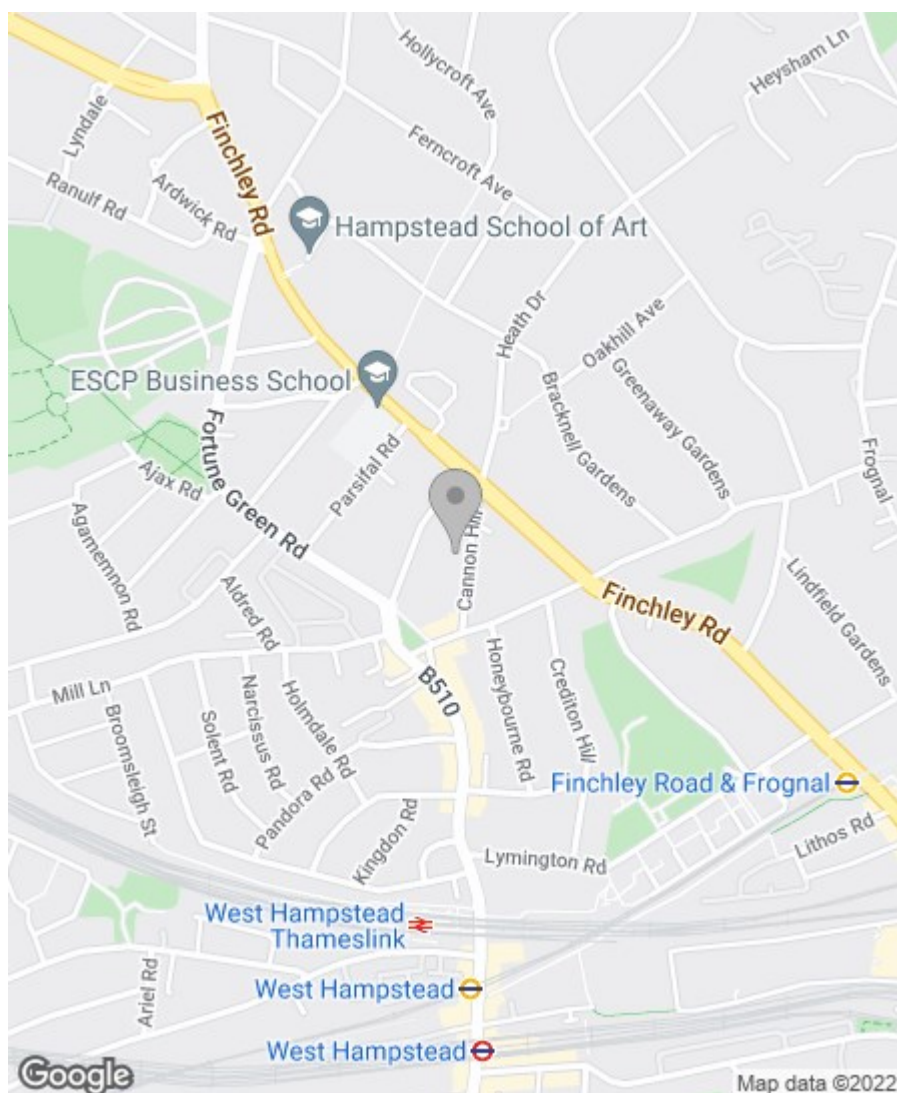 Hollycroft Ave
Heysham Ln
Lyndale
Finchley Rd
Ferncroft Ave
Ardwick Rd
Ranulf Rd
Hampstead School of Art
Heath Dr
Oakhill Ave
ESCP Business School
Bracknell Gardens
Greenaway Gardens
Fortune Green Rd
Parsifal Rd
Frognal
Ajax Rd
Agamemnon Rd
Cannon Hill
Aldred Rd
Finchley Rd
Lindfield Gardens
Mill Ln
B510
Honeybourne Rd
Crediton Hill
Broomsleigh St
Solent Rd
Narcissus Rd
Holmdale Rd
Pandora Rd
Finchley Road & Frognal
Kingdon Rd
Lymington Rd
Lithos Rd
West Hampstead
Thameslink
Ariel Rd
West Hampstead
West Hampstead
Google
Map data ©2022